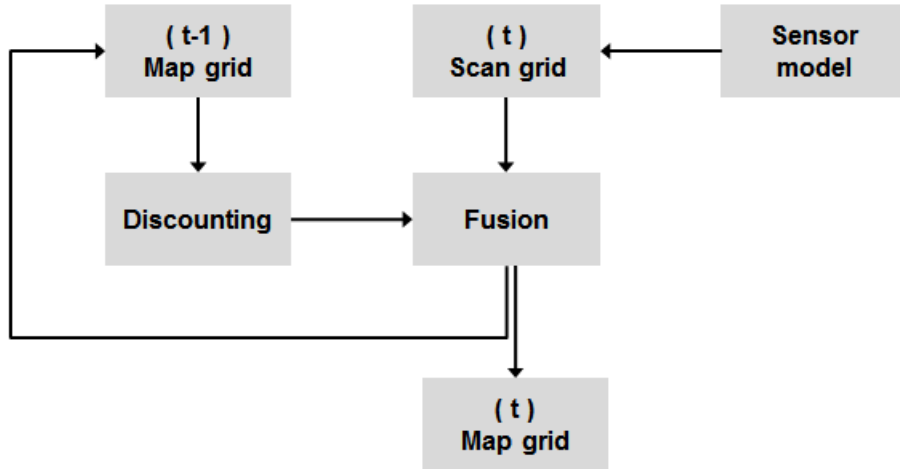 ( t-1 )
Map grid
( t )
Scan grid
Sensor
model
Discounting
Fusion
( t )
Map grid